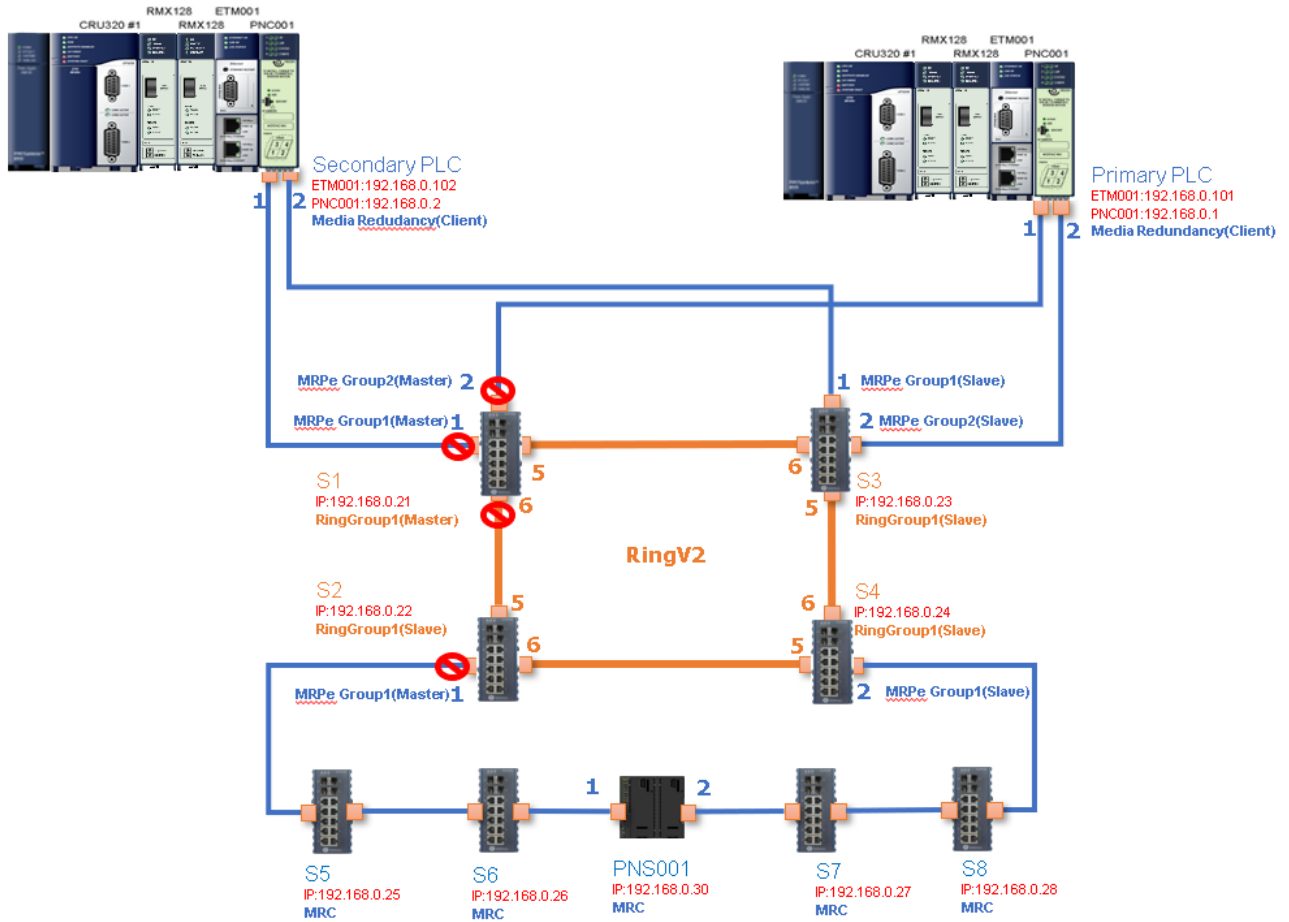 RMX128 ETM001
CRU320 #1 RMX128 PNC001
RMX128 ETM001
CRU320 #1 RMX128 PNC001
Secondary PLC
ETM001:192.168.0.102
PNC001:192.168.0.2
Media Redudancy(Client)
1
2
Primary PLC
ETM001:192.168.0.101
PNC001:192.168.0.1
Media Redundancy(Client)
1
2
MRPe Group2(Master) 2
MRPe Group1(Master) 1
1 MRPe Group1(Slave)
2 MRPe Group2(Slave)
5
6
S1
IP:192.168.0.21
RingGroup1(Master)
6
5
S3
IP:192.168.0.23
RingGroup1(Slave)
RingV2
S2
IP:192.168.0.22
RingGroup1(Slave)
5
6
6
5
S4
IP:192.168.0.24
RingGroup1(Slave)
MRPe Group1(Master) 1
2 MRPe Group1(Slave)
1
2
S5
IP:192.168.0.25
MRC
S6
IP:192.168.0.26
MRC
PNS001
IP:192.168.0.30
MRC
S7
IP:192.168.0.27
MRC
S8
IP:192.168.0.28
MRC